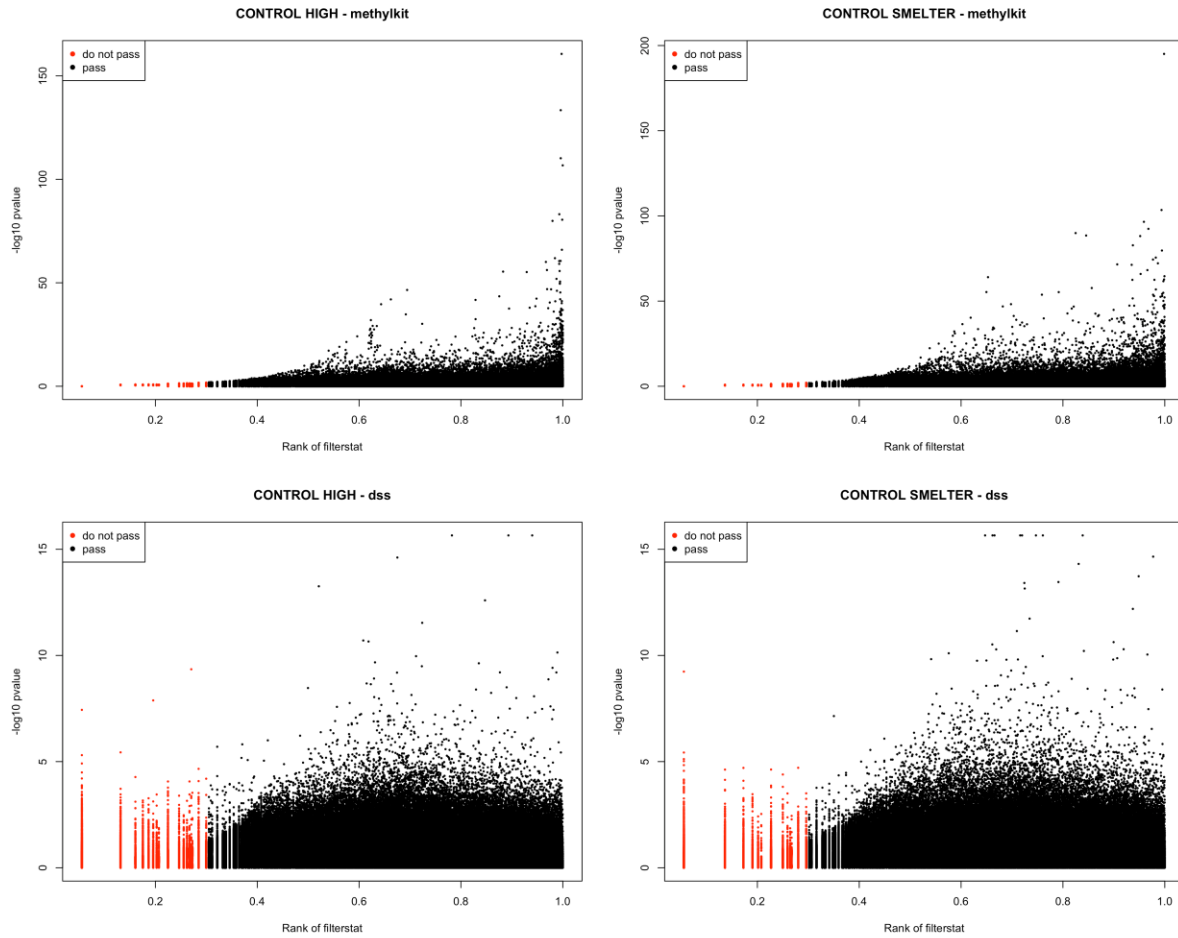 CONTROL HIGH - methylkit
do not pass
pass
-log10 pvalue
150
100
50
0
0.2 0.4 0.6 0.8 1.0
Rank of filterstat
CONTROL SMELTER - methylkit
do not pass
pass
-log10 pvalue
200
150
100
50
0
0.2 0.4 0.6 0.8 1.0
Rank of filterstat
CONTROL HIGH - dss
do not pass
pass
-log10 pvalue
15
10
5
0
0.2 0.4 0.6 0.8 1.0
Rank of filterstat
CONTROL SMELTER - dss
do not pass
pass
-log10 pvalue
15
10
5
0
0.2 0.4 0.6 0.8 1.0
Rank of filterstat